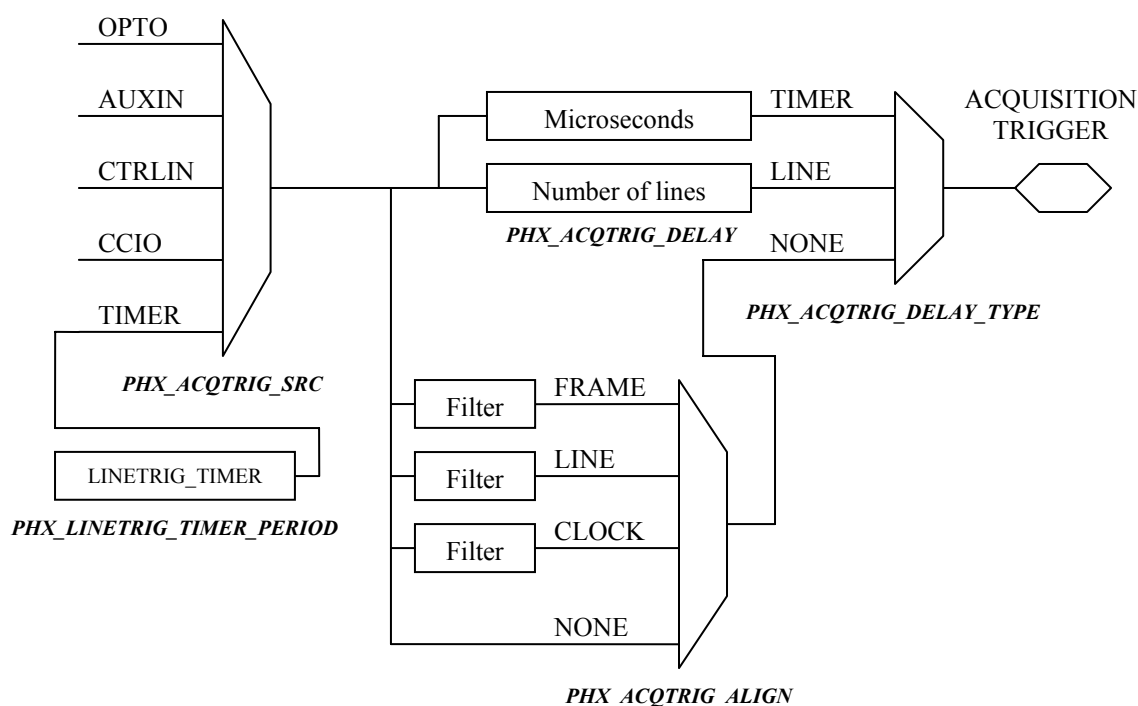 OPTO
AUXIN
CTRLIN
CCIO
TIMER
PHX_ACQTRIG_SRC
LINETRIG_TIMER
PHX_LINETRIG_TIMER_PERIOD
Microseconds
TIMER
Number of lines
LINE
PHX_ACQTRIG_DELAY
NONE
PHX_ACQTRIG_DELAY_TYPE
ACQUISITION
TRIGGER
Filter
FRAME
Filter
LINE
Filter
CLOCK
NONE
PHX_ACQTRIG_ALIGN